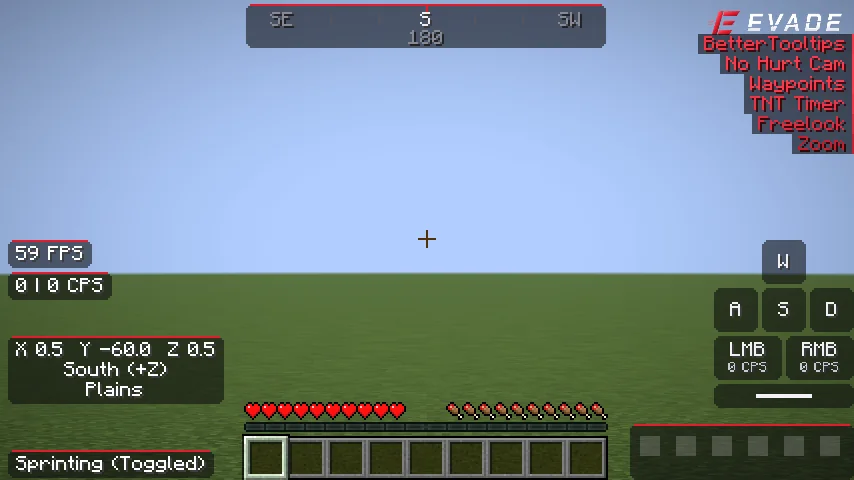 SE S SW
180
EVADE
BetterTooltips
No Hurt Cam
Waypoints
TNT Timer
Freelook
Zoom
59 FPS
0 | 0 CPS
W
A S D
LMB RMB
0 CPS 0 CPS
X 0.5 Y -60.0 Z 0.5
South (+Z)
Plains
Sprinting (Toggled)